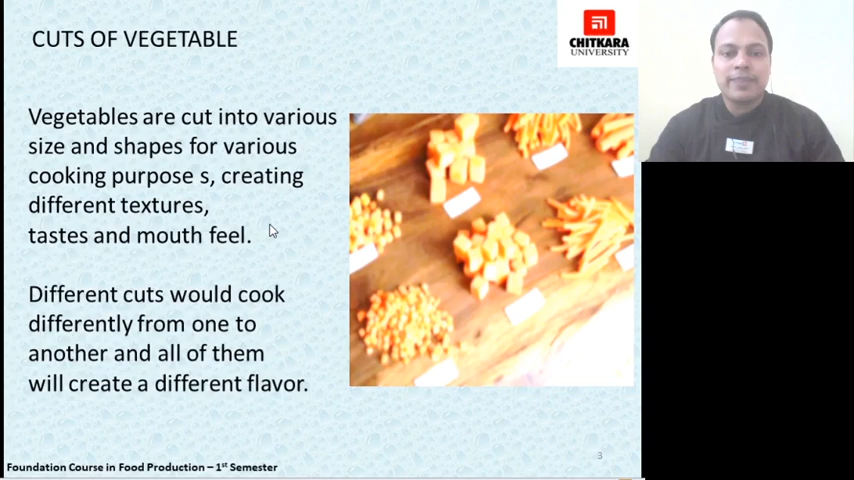 CUTS OF VEGETABLE
CHITKARA
UNIVERSITY
Vegetables are cut into various
size and shapes for various
cooking purpose s, creating
different textures,
tastes and mouth feel.
Different cuts would cook
differently from one to
another and all of them
will create a different flavor.
3
Foundation Course in Food Production – 1st Semester